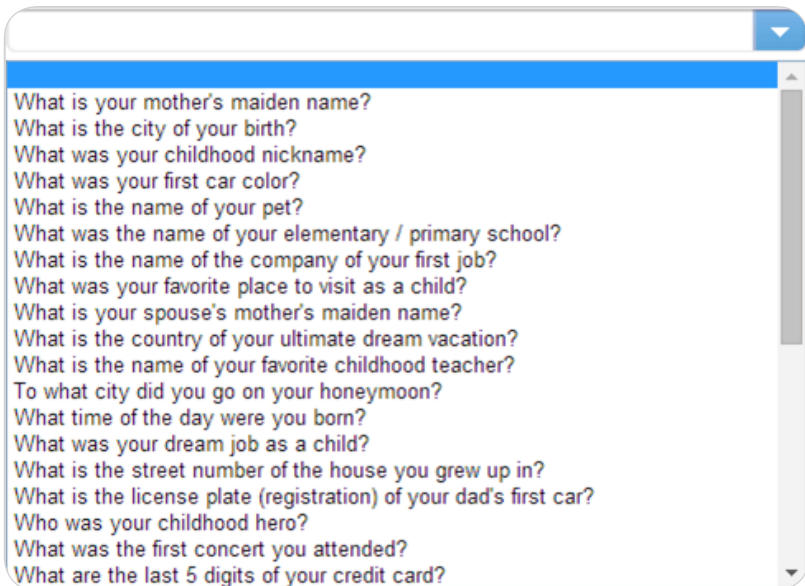 What is your mother's maiden name?
What is the city of your birth?
What was your childhood nickname?
What was your first car color?
What is the name of your pet?
What was the name of your elementary / primary school?
What is the name of the company of your first job?
What was your favorite place to visit as a child?
What is your spouse's mother's maiden name?
What is the country of your ultimate dream vacation?
What is the name of your favorite childhood teacher?
To what city did you go on your honeymoon?
What time of the day were you born?
What was your dream job as a child?
What is the street number of the house you grew up in?
What is the license plate (registration) of your dad's first car?
Who was your childhood hero?
What was the first concert you attended?
What are the last 5 digits of your credit card?